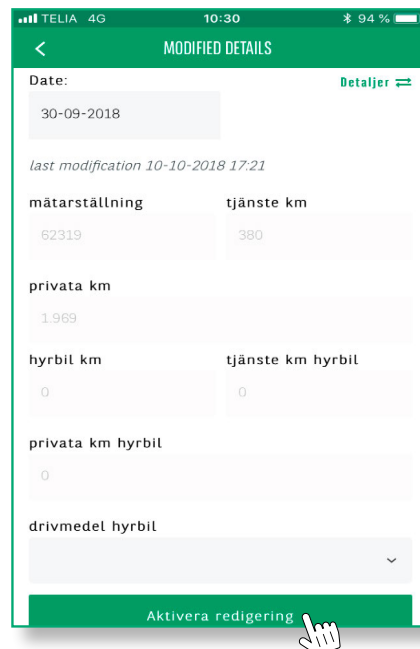 TELIA 4G 10:30 94 %
MODIFIED DETAILS
Date: Detaljer
30-09-2018
last modification 10-10-2018 17:21
mätarställning tjänste km
62319 380
privata km
1.969
hyrbil km tjänste km hyrbil
0 0
privata km hyrbil
0
drivmedel hyrbil
Aktivera redigering